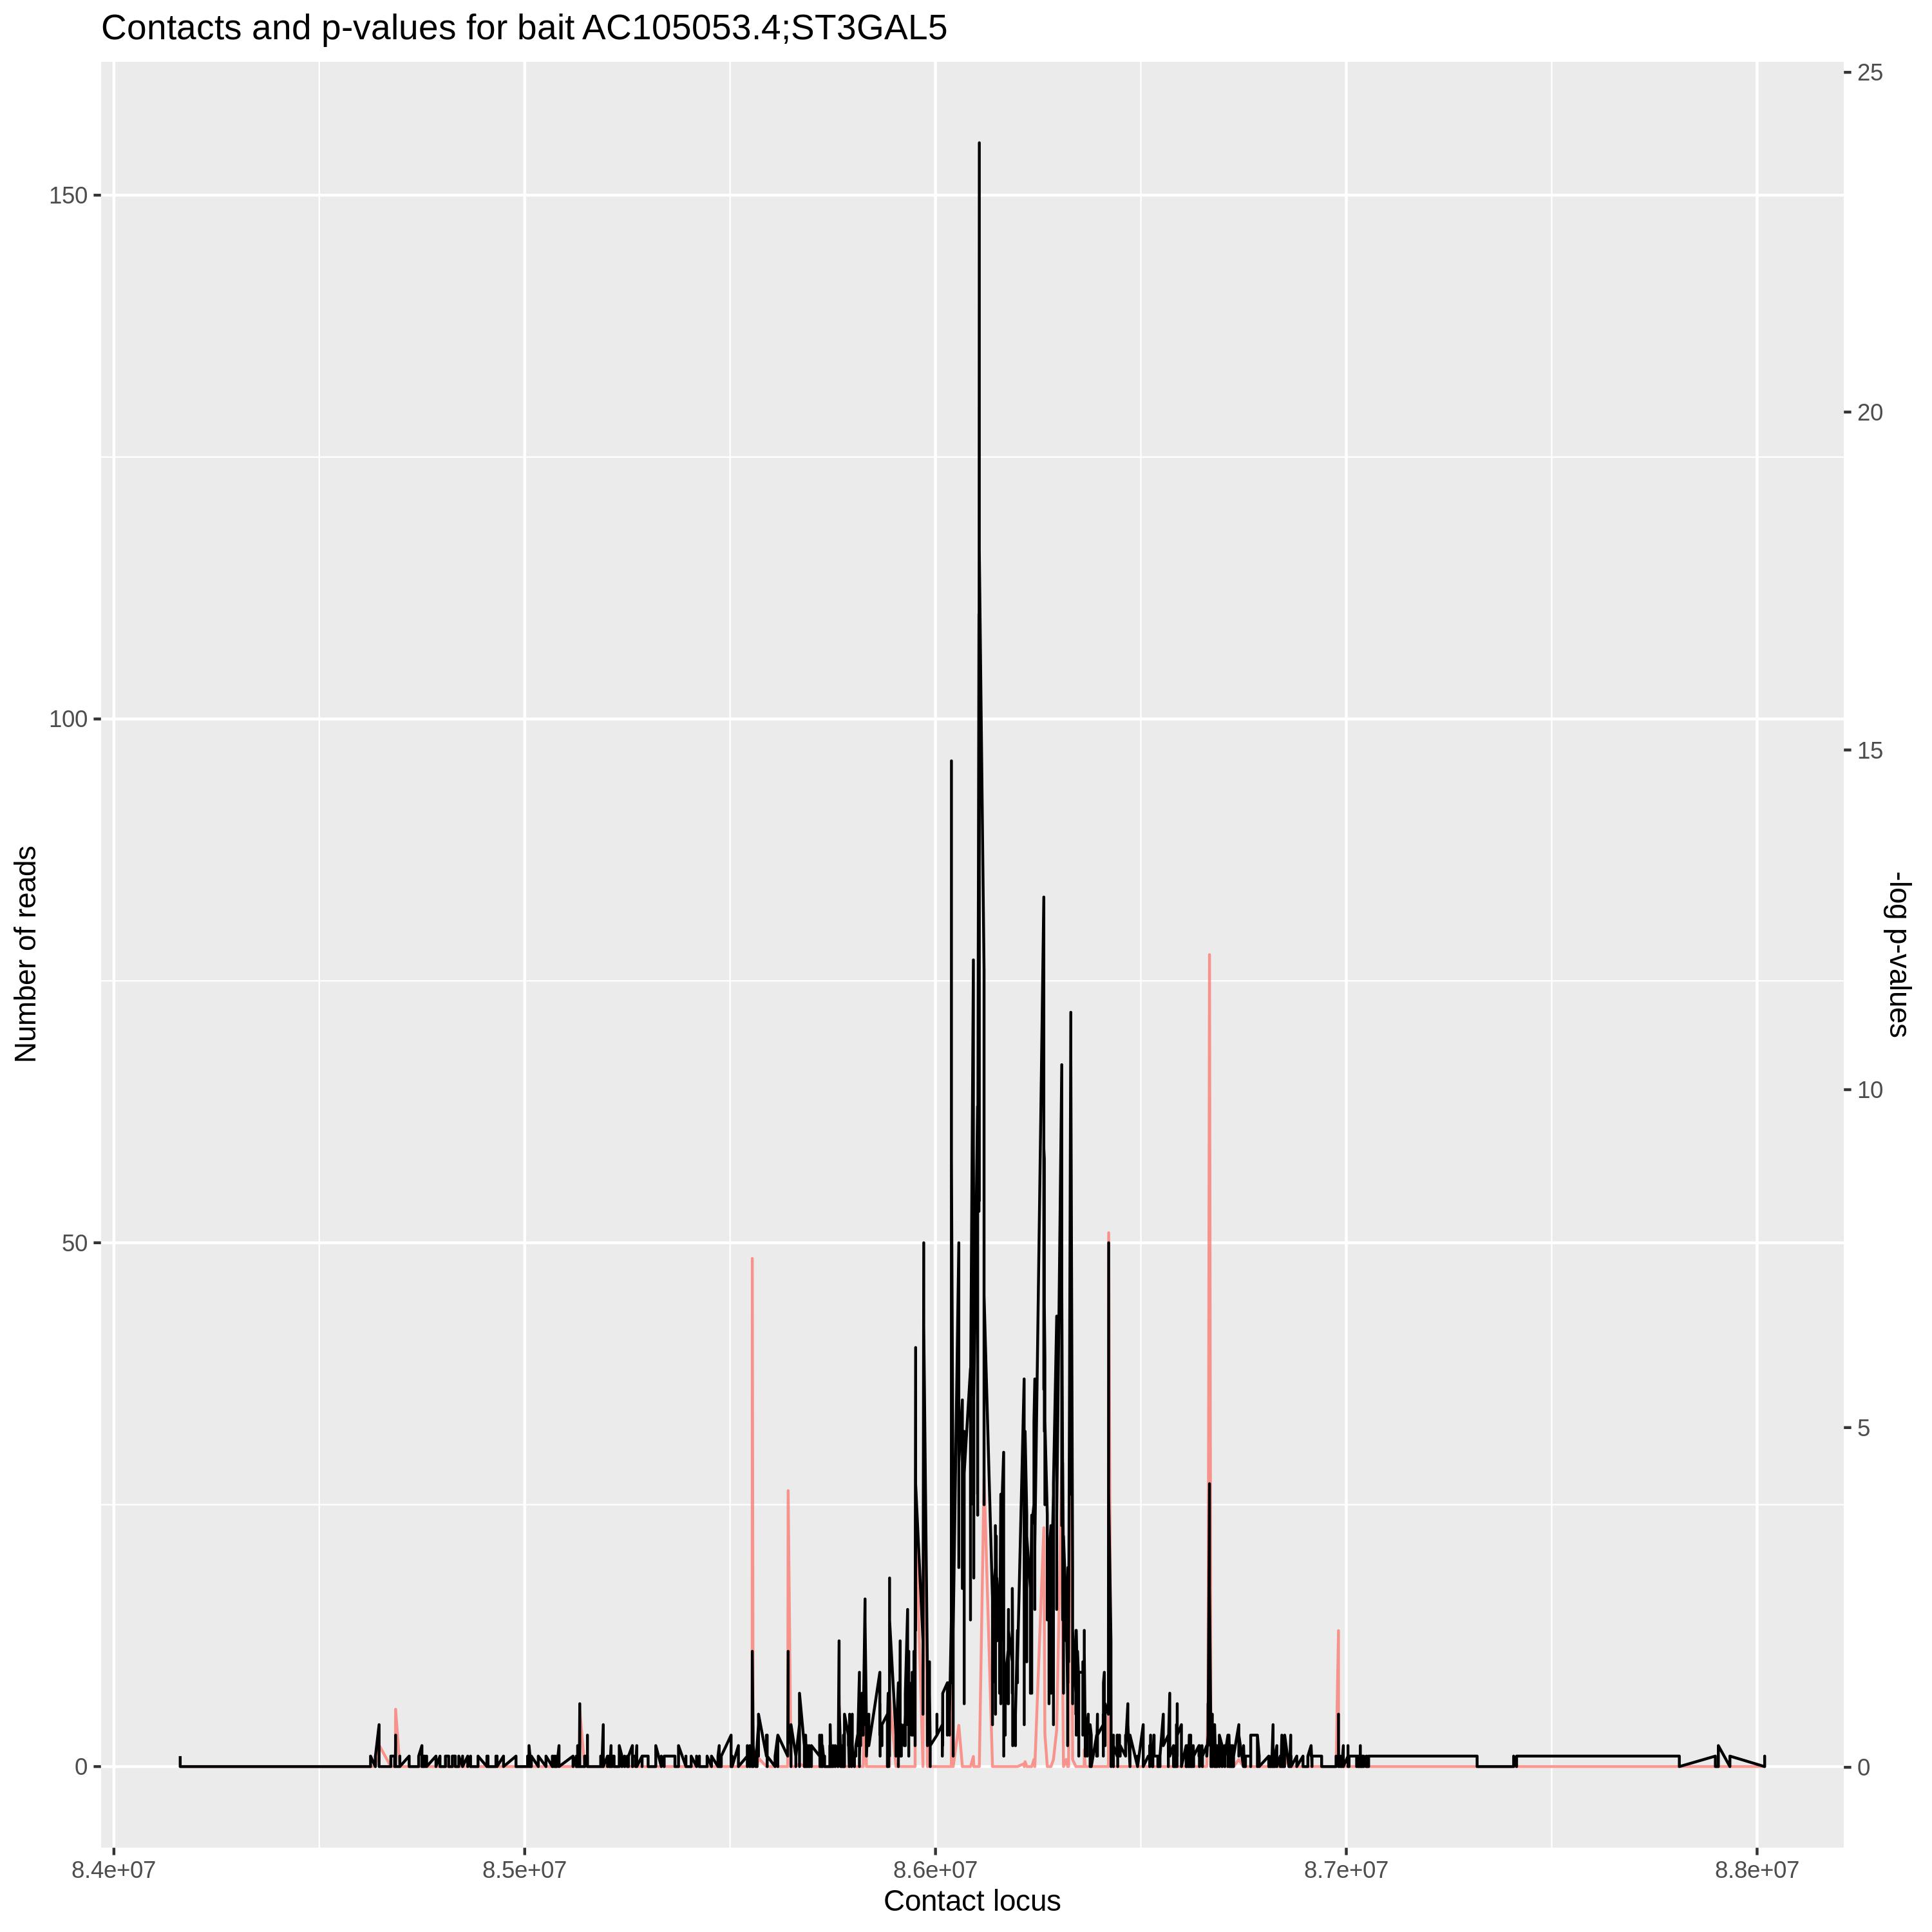 Contacts and p-values for bait AC105053.4;ST3GAL5
25
150
20
100
15
Number of reads
-log p-values
10
50
5
0
0
8.4e+07
8.5e+07
8.6e+07
8.7e+07
8.8e+07
Contact locus